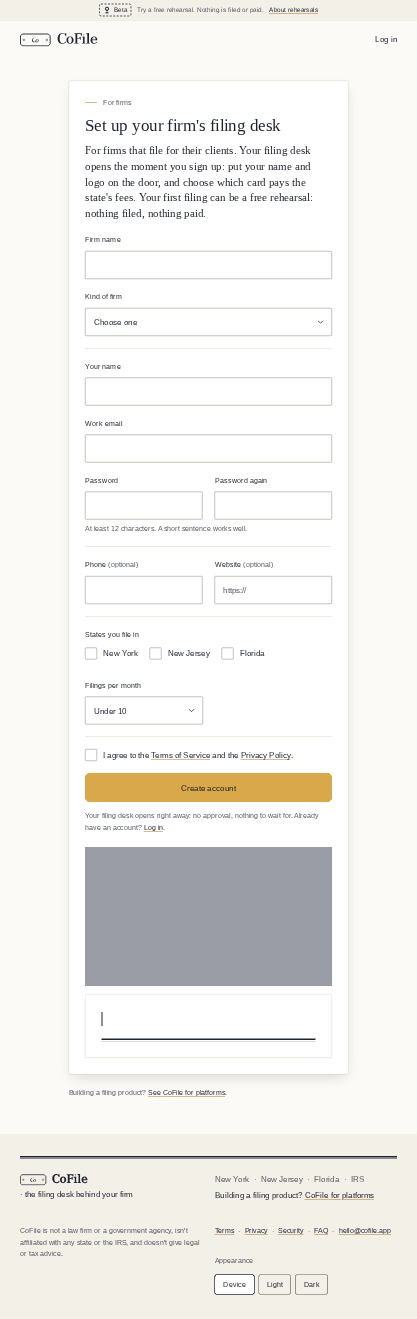 Beta Try a free rehearsal. Nothing is filed or paid. About rehearsals
Co CoFile
Log in
For firms
Set up your firm's filing desk
For firms that file for their clients. Your filing desk
opens the moment you sign up: put your name and
logo on the door, and choose which card pays the
state's fees. Your first filing can be a free rehearsal:
nothing filed, nothing paid.
Firm name
Kind of firm
Choose one
Your name
Work email
Password Password again
At least 12 characters. A short sentence works well.
Phone (optional) Website (optional)
https://
States you file in
New York New Jersey Florida
Filings per month
Under 10
I agree to the Terms of Service and the Privacy Policy.
Create account
Your filing desk opens right away: no approval, nothing to wait for. Already
have an account? Log in.
Building a filing product? See CoFile for platforms.
Co CoFile
· the filing desk behind your firm
New York · New Jersey · Florida · IRS
Building a filing product? CoFile for platforms
CoFile is not a law firm or a government agency, isn't
affiliated with any state or the IRS, and doesn't give legal
or tax advice.
Terms · Privacy · Security · FAQ · hello@cofile.app
Appearance
Device Light Dark